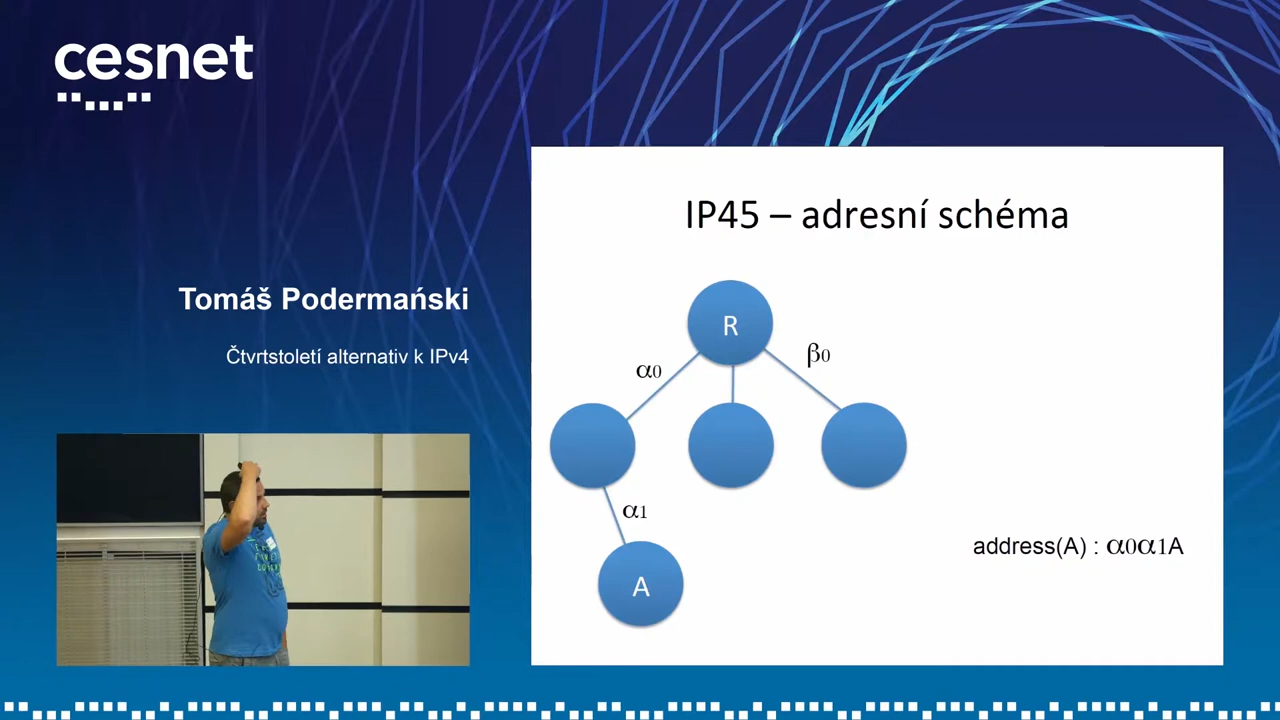 cesnet
Tomáš Podermański
Čtvrtstoletí alternativ k IPv4
IP45 – adresní schéma
R
α0
β0
α1
address(A) : α0α1A
A